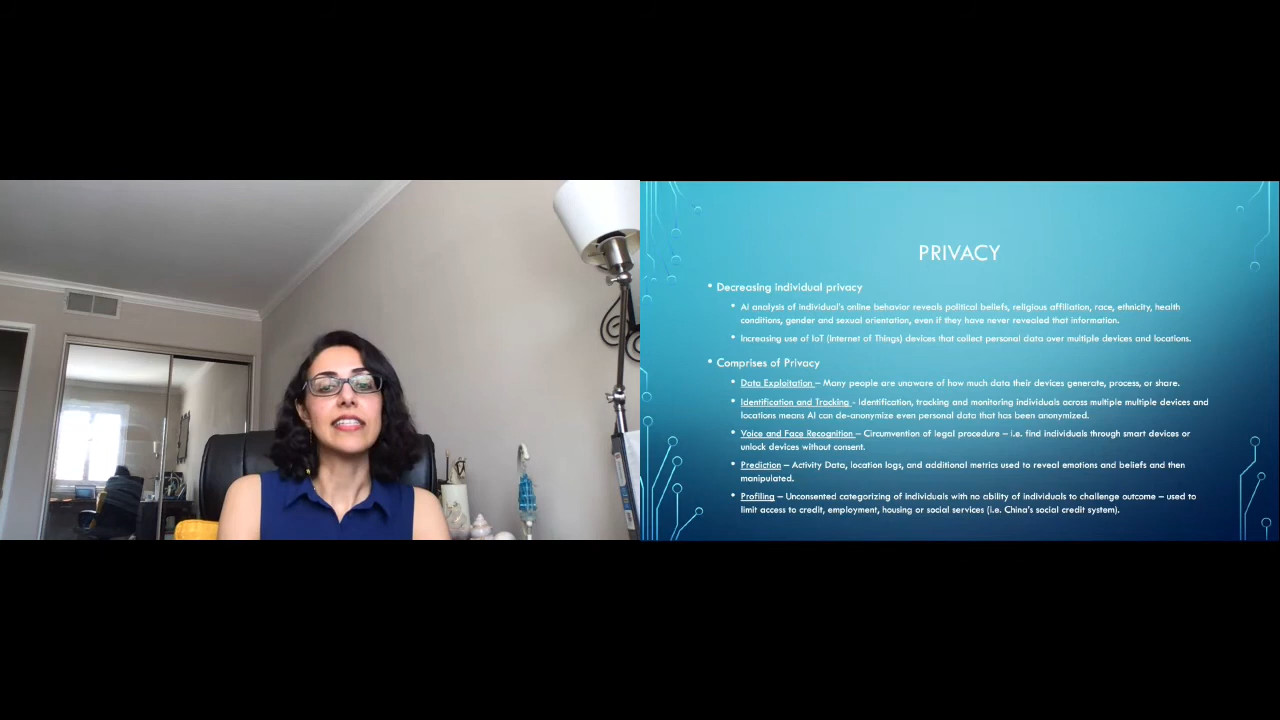 PRIVACY
• Decreasing individual privacy
• AI analysis of individual's online behavior reveals political beliefs, religious affiliation, race, ethnicity, health
conditions, gender and sexual orientation, even if they have never revealed that information.
• Increasing use of IoT (Internet of Things) devices that collect personal data over multiple devices and locations.
• Comprises of Privacy
• Data Exploitation – Many people are unaware of how much data their devices generate, process, or share.
• Identification and Tracking - Identification, tracking and monitoring individuals across multiple multiple devices and
locations means AI can de-anonymize even personal data that has been anonymized.
• Voice and Face Recognition – Circumvention of legal procedure – i.e. find individuals through smart devices or
unlock devices without consent.
• Prediction – Activity Data, location logs, and additional metrics used to reveal emotions and beliefs and then
manipulated.
• Profiling – Unconsented categorizing of individuals with no ability of individuals to challenge outcome – used to
limit access to credit, employment, housing or social services (i.e. China's social credit system).